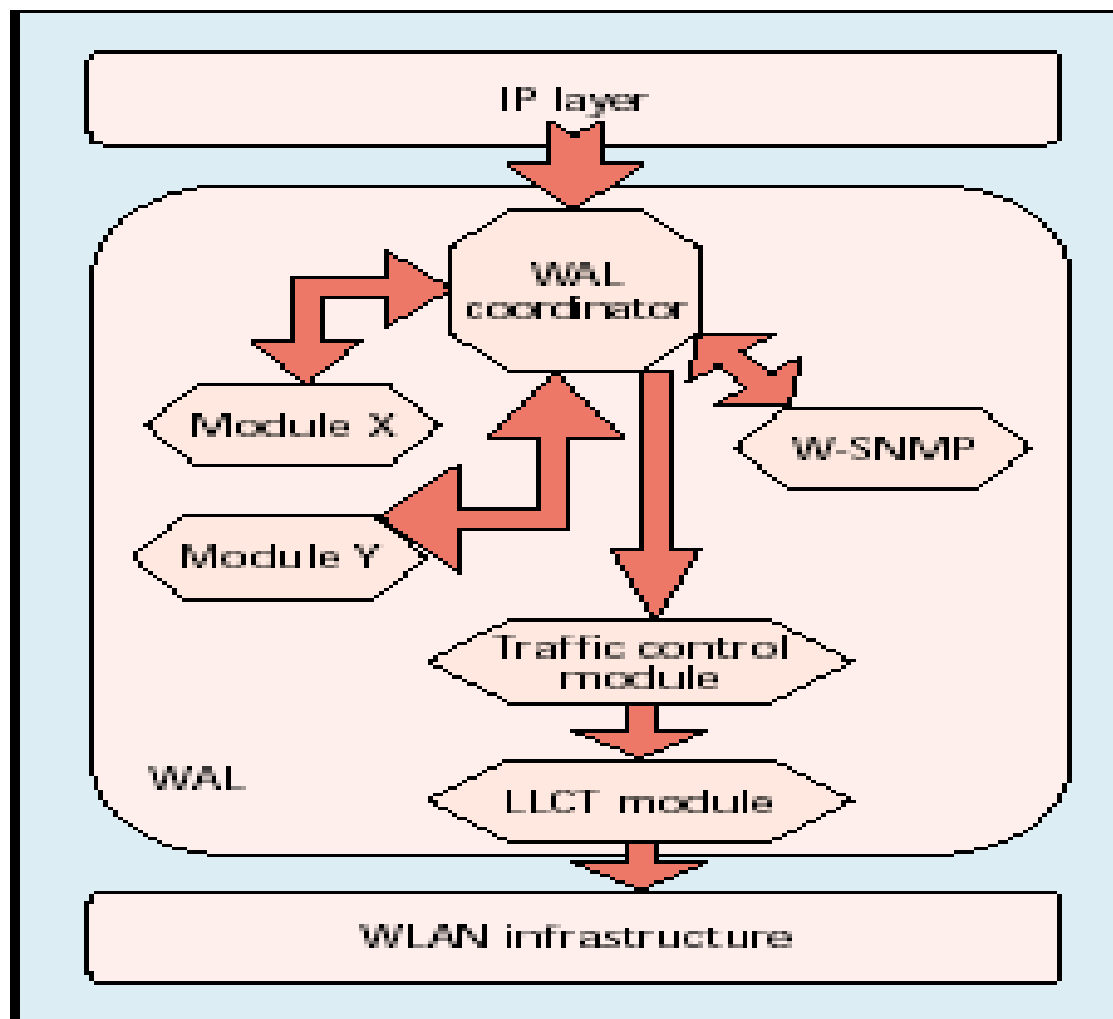 IP layer
WAL
coordinator
Module X
W-SNMP
Module Y
Traffic control
module
WAL
LLCT module
WLAN infrastructure